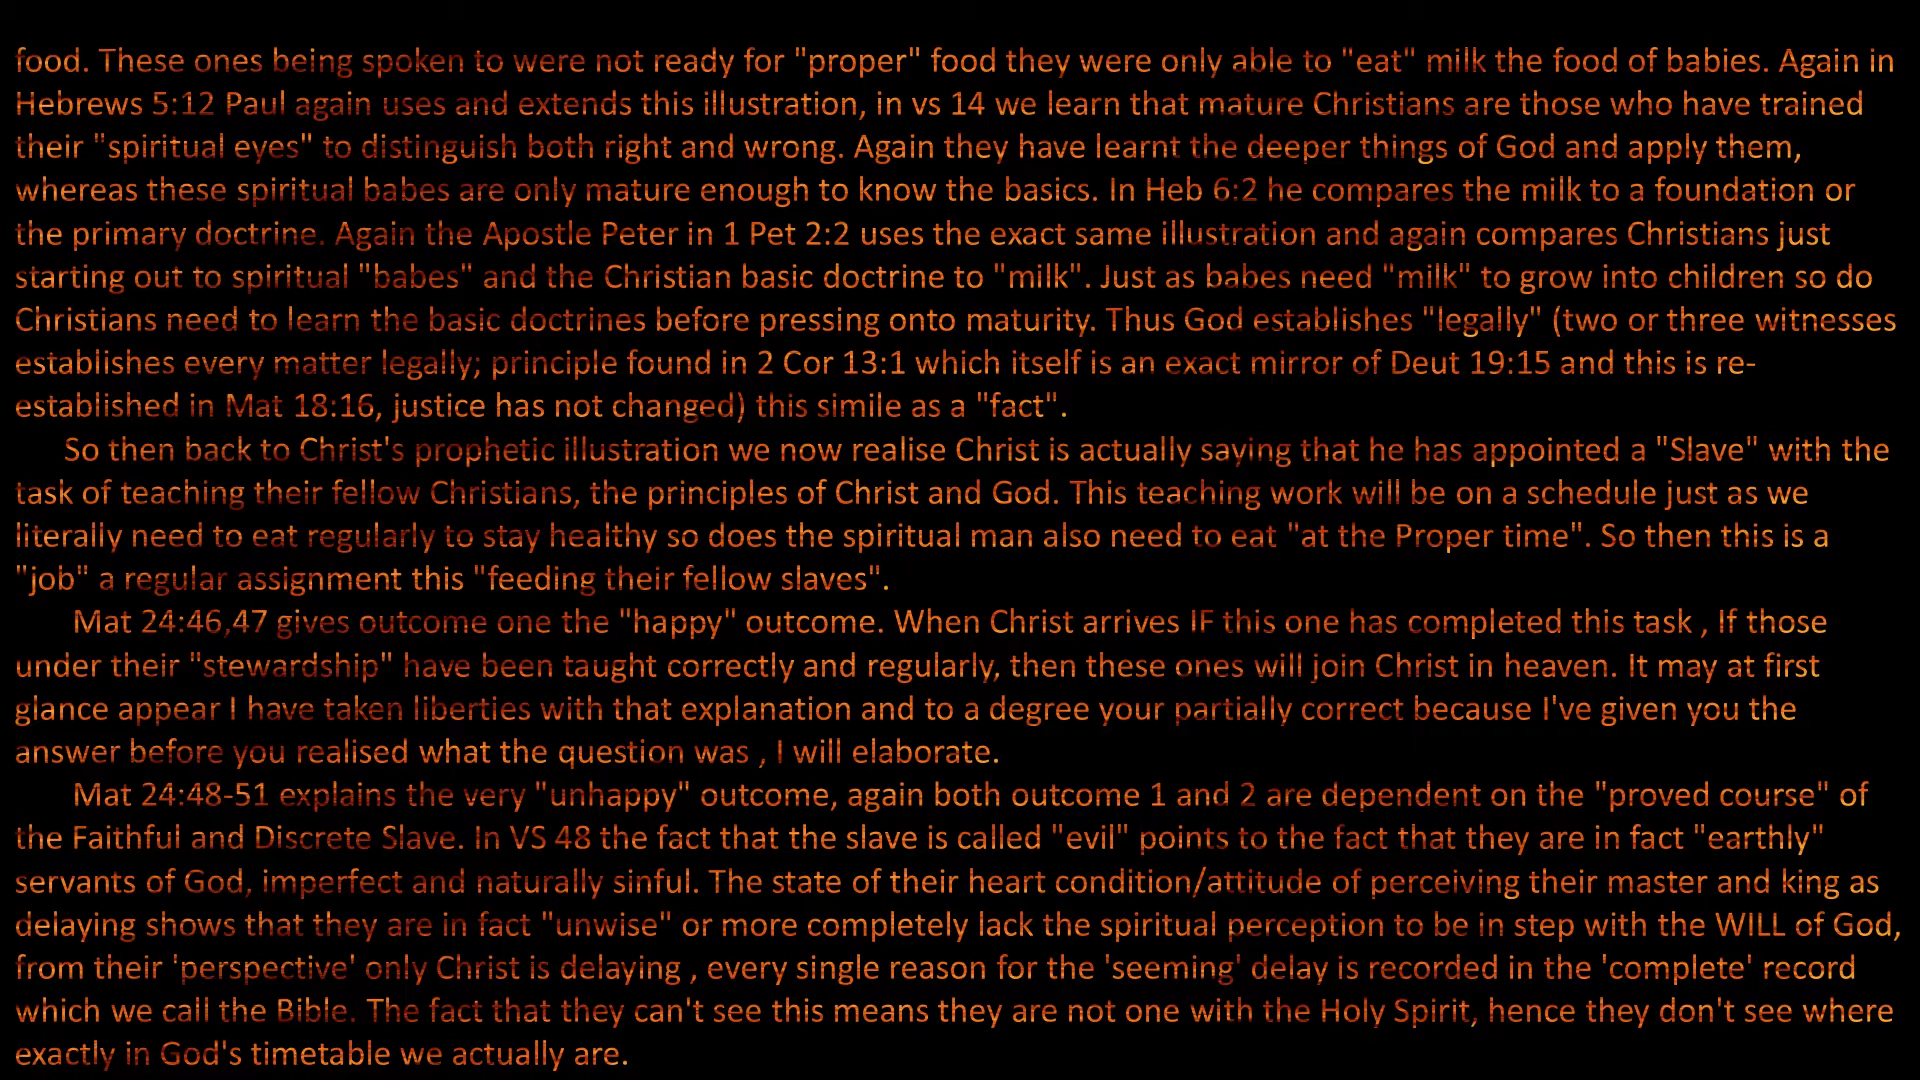 food. These ones being spoken to were not ready for "proper" food they were only able to "eat" milk the food of babies. Again in
Hebrews 5:12 Paul again uses and extends this illustration, in vs 14 we learn that mature Christians are those who have trained
their "spiritual eyes" to distinguish both right and wrong. Again they have learnt the deeper things of God and apply them,
whereas these spiritual babes are only mature enough to know the basics. In Heb 6:2 he compares the milk to a foundation or
the primary doctrine. Again the Apostle Peter in 1 Pet 2:2 uses the exact same illustration and again compares Christians just
starting out to spiritual "babes" and the Christian basic doctrine to "milk". Just as babes need "milk" to grow into children so do
Christians need to learn the basic doctrines before pressing onto maturity. Thus God establishes "legally" (two or three witnesses
establishes every matter legally; principle found in 2 Cor 13:1 which itself is an exact mirror of Deut 19:15 and this is re-
established in Mat 18:16, justice has not changed) this simile as a "fact".
So then back to Christ's prophetic illustration we now realise Christ is actually saying that he has appointed a "Slave" with the
task of teaching their fellow Christians, the principles of Christ and God. This teaching work will be on a schedule just as we
literally need to eat regularly to stay healthy so does the spiritual man also need to eat "at the Proper time". So then this is a
"job" a regular assignment this "feeding their fellow slaves".
Mat 24:46,47 gives outcome one the "happy" outcome. When Christ arrives IF this one has completed this task , If those
under their "stewardship" have been taught correctly and regularly, then these ones will join Christ in heaven. It may at first
glance appear I have taken liberties with that explanation and to a degree your partially correct because I've given you the
answer before you realised what the question was , I will elaborate.
Mat 24:48-51 explains the very "unhappy" outcome, again both outcome 1 and 2 are dependent on the "proved course" of
the Faithful and Discrete Slave. In VS 48 the fact that the slave is called "evil" points to the fact that they are in fact "earthly"
servants of God, imperfect and naturally sinful. The state of their heart condition/attitude of perceiving their master and king as
delaying shows that they are in fact "unwise" or more completely lack the spiritual perception to be in step with the WILL of God,
from their 'perspective' only Christ is delaying , every single reason for the 'seeming' delay is recorded in the 'complete' record
which we call the Bible. The fact that they can't see this means they are not one with the Holy Spirit, hence they don't see where
exactly in God's timetable we actually are.